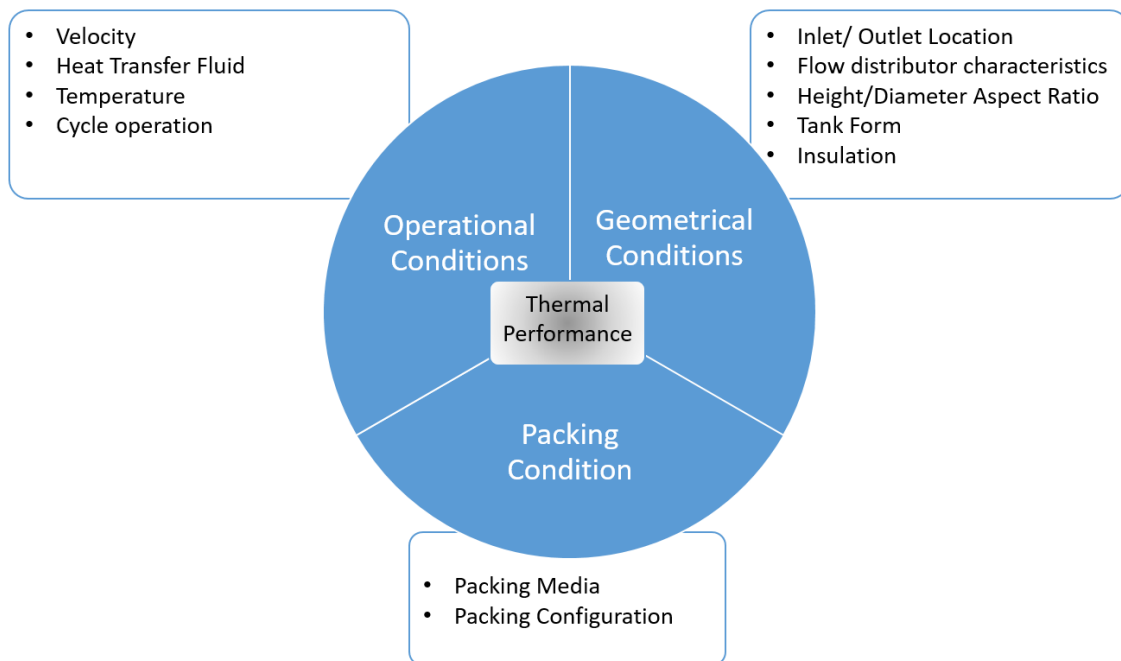 • Velocity
• Heat Transfer Fluid
• Temperature
• Cycle operation
• Inlet/ Outlet Location
• Flow distributor characteristics
• Height/Diameter Aspect Ratio
• Tank Form
• Insulation
Operational
Conditions
Geometrical
Conditions
Thermal
Performance
Packing
Condition
• Packing Media
• Packing Configuration